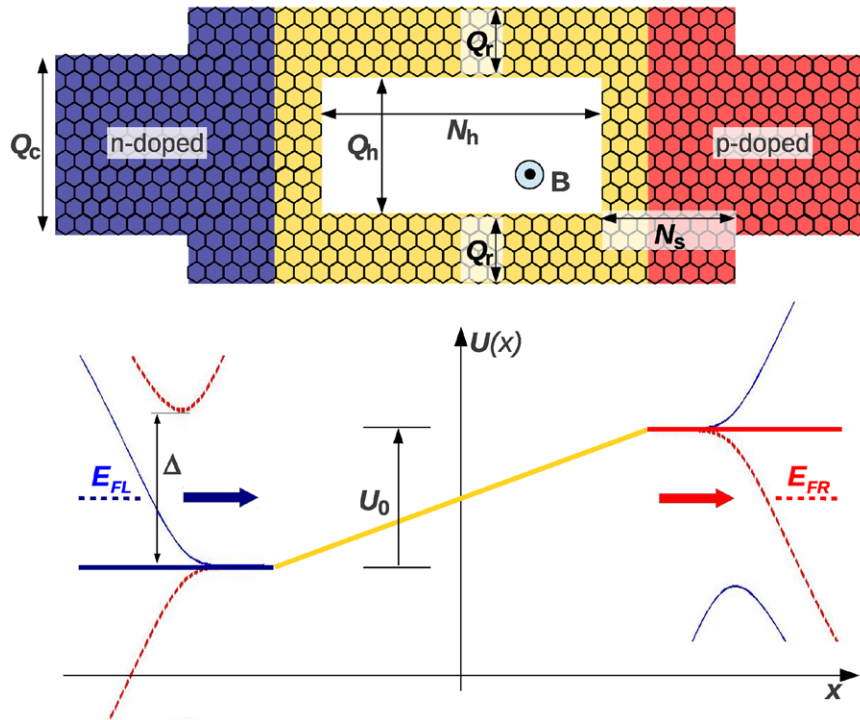 Qr
n-doped
Qc
Nh
Qh
B
p-doped
Qr
Ns
U(x)
Δ
EFL
U0
EFR
x